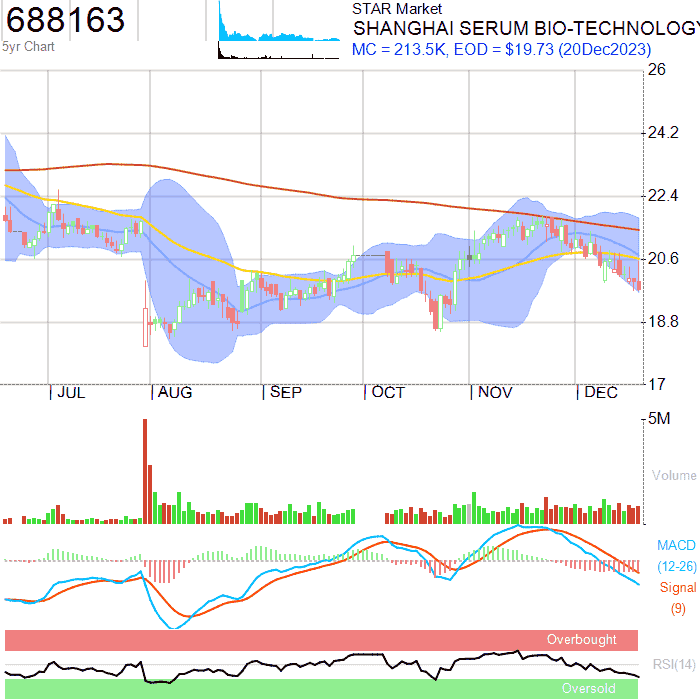 688163
5yr Chart
STAR Market
SHANGHAI SERUM BIO-TECHNOLOGY
MC = 213.5K, EOD = $19.73 (20Dec2023)
26
24.2
22.4
20.6
18.8
17
JUL AUG SEP OCT NOV DEC
5M
Volume
MACD
(12-26)
Signal
(9)
Overbought
RSI(14)
Oversold